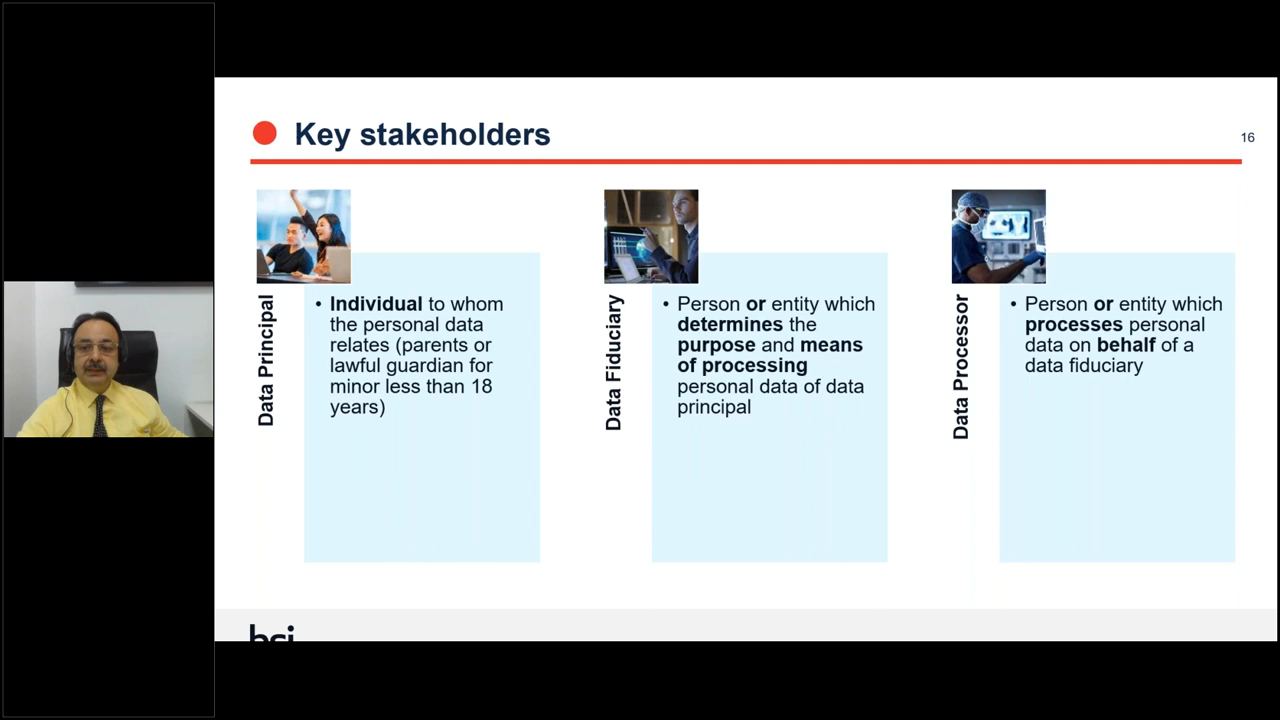 Key stakeholders
16
Data Principal
• Individual to whom
the personal data
relates (parents or
lawful guardian for
minor less than 18
years)
Data Fiduciary
• Person or entity which
determines the
purpose and means
of processing
personal data of data
principal
Data Processor
• Person or entity which
processes personal
data on behalf of a
data fiduciary
bsi